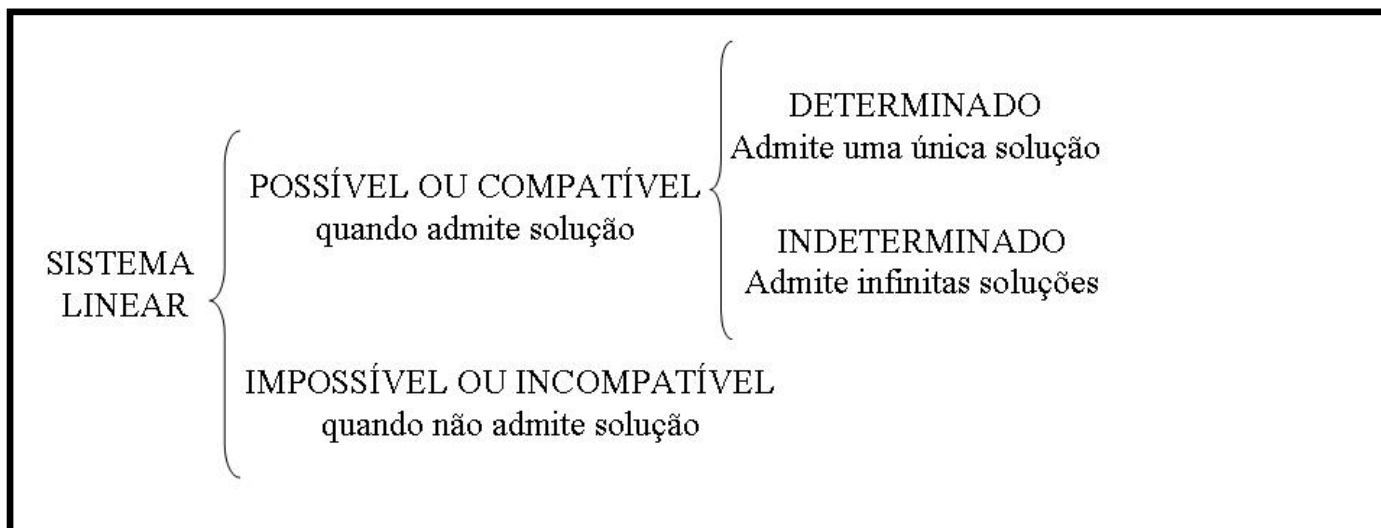 SISTEMA
LINEAR
POSSÍVEL OU COMPATÍVEL
quando admite solução
DETERMINADO
Admite uma única solução
INDETERMINADO
Admite infinitas soluções
IMPOSSÍVEL OU INCOMPATÍVEL
quando não admite solução